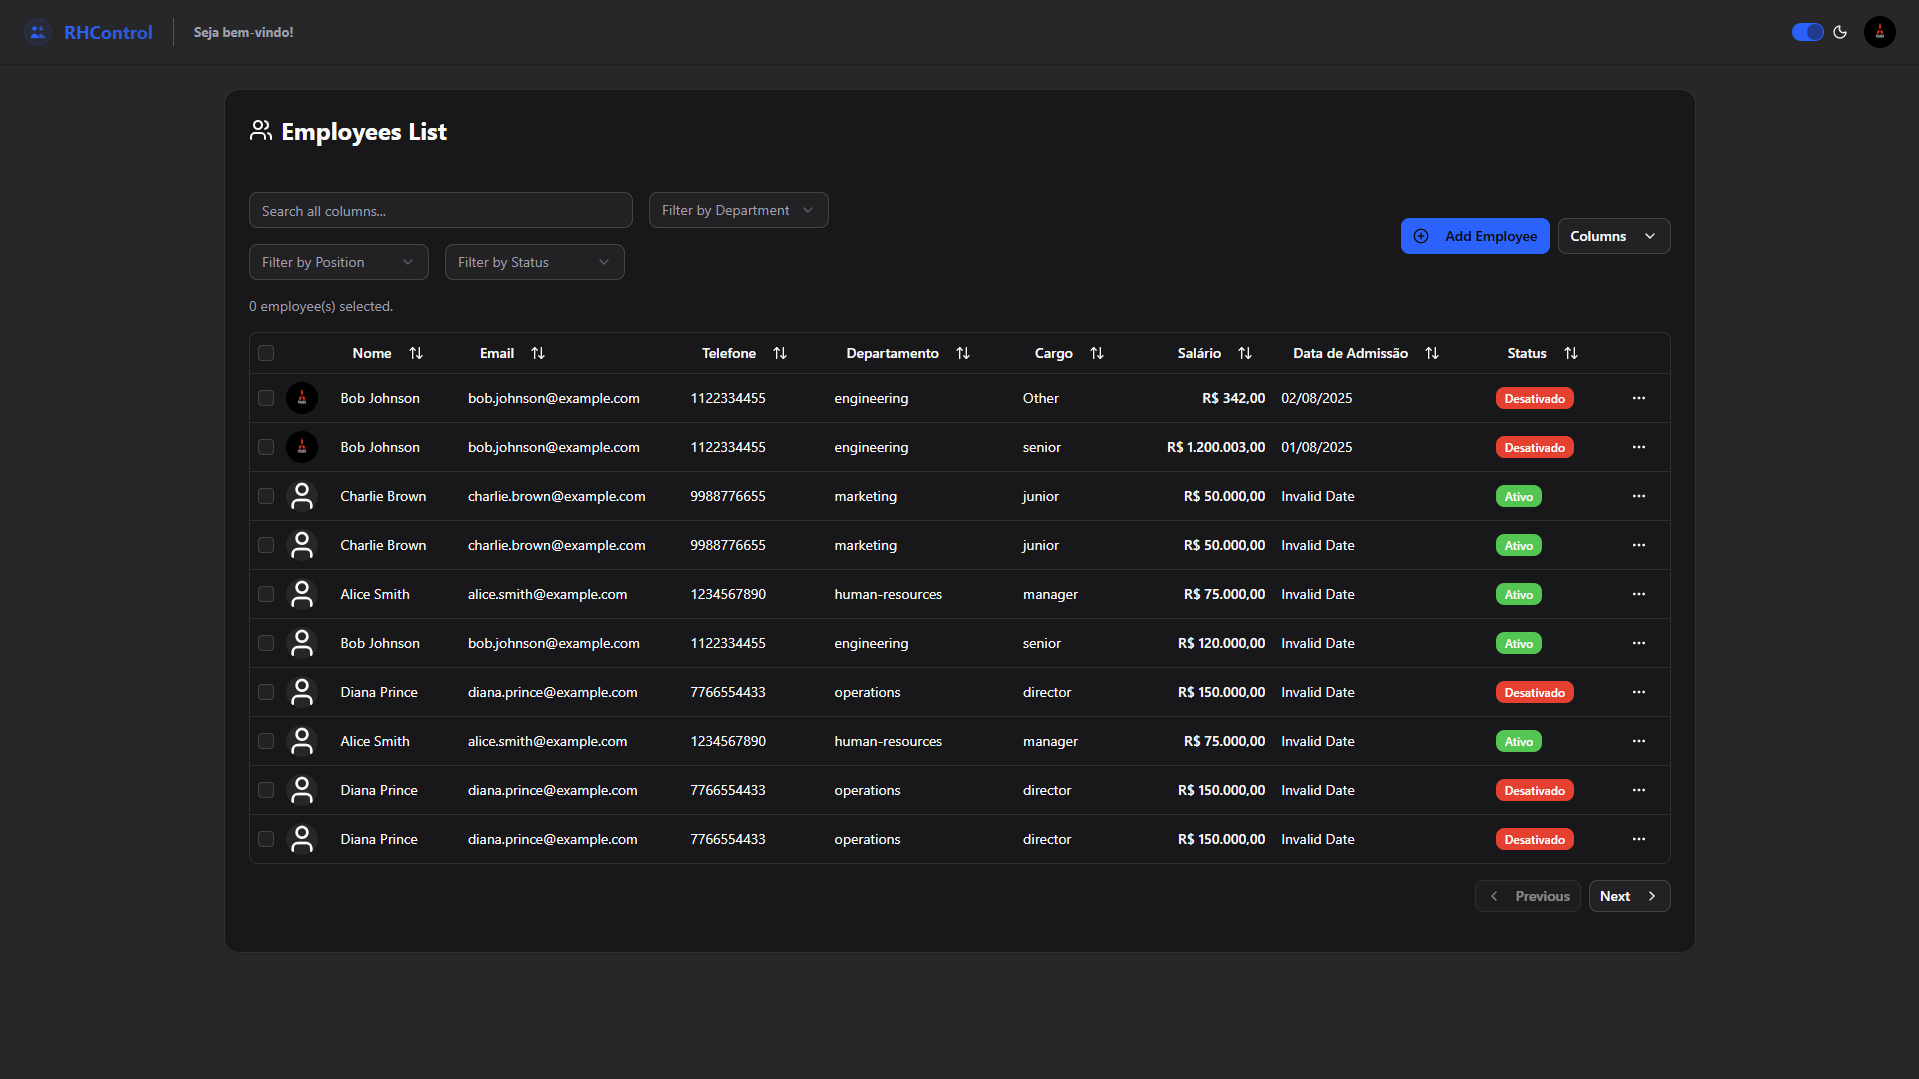 RHControl Seja bem-vindo!
Employees List
Search all columns... Filter by Department
Add Employee Columns
Filter by Position Filter by Status
0 employee(s) selected.
Nome Email Telefone Departamento Cargo Salário Data de Admissão Status
Bob Johnson bob.johnson@example.com 1122334455 engineering Other R$ 342,00 02/08/2025 Desativado
Bob Johnson bob.johnson@example.com 1122334455 engineering senior R$ 1.200.003,00 01/08/2025 Desativado
Charlie Brown charlie.brown@example.com 9988776655 marketing junior R$ 50.000,00 Invalid Date Ativo
Charlie Brown charlie.brown@example.com 9988776655 marketing junior R$ 50.000,00 Invalid Date Ativo
Alice Smith alice.smith@example.com 1234567890 human-resources manager R$ 75.000,00 Invalid Date Ativo
Bob Johnson bob.johnson@example.com 1122334455 engineering senior R$ 120.000,00 Invalid Date Ativo
Diana Prince diana.prince@example.com 7766554433 operations director R$ 150.000,00 Invalid Date Desativado
Alice Smith alice.smith@example.com 1234567890 human-resources manager R$ 75.000,00 Invalid Date Ativo
Diana Prince diana.prince@example.com 7766554433 operations director R$ 150.000,00 Invalid Date Desativado
Diana Prince diana.prince@example.com 7766554433 operations director R$ 150.000,00 Invalid Date Desativado
Previous Next